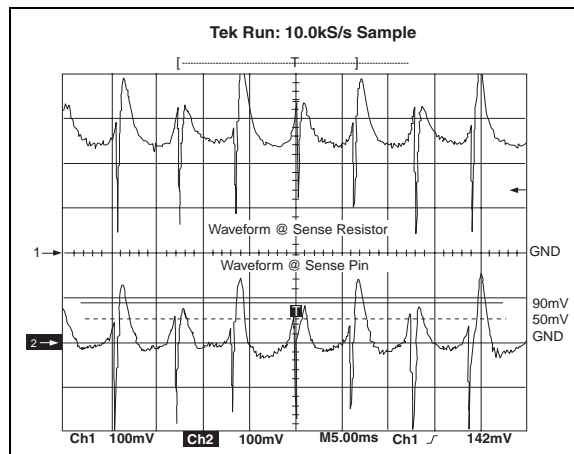 Tek Run: 10.0kS/s Sample
[ T ]
Waveform @ Sense Resistor
1 GND
Waveform @ Sense Pin
90mV
T
50mV
2 GND
Ch1 100mV Ch2 100mV M5.00ms Ch1 142mV